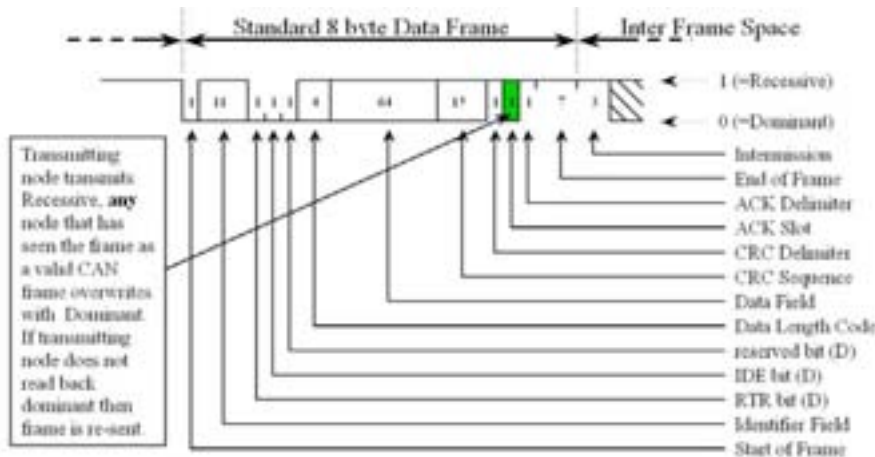 Standard 8 byte Data Frame
Inter Frame Space
1 11 1 1 1 4 64 15 1 1 1 7 3
1 (=Recessive)
0 (=Dominant)
Transmitting
node transmits
Recessive, any
node that has
seen the frame as
a valid CAN
frame overwrites
with Dominant.
If transmitting
node does not
read back
dominant then
frame is re-sent.
Intermission
End of Frame
ACK Delimiter
ACK Slot
CRC Delimiter
CRC Sequence
Data Field
Data Length Code
reserved bit (D)
IDE bit (D)
RTR bit (D)
Identifier Field
Start of Frame